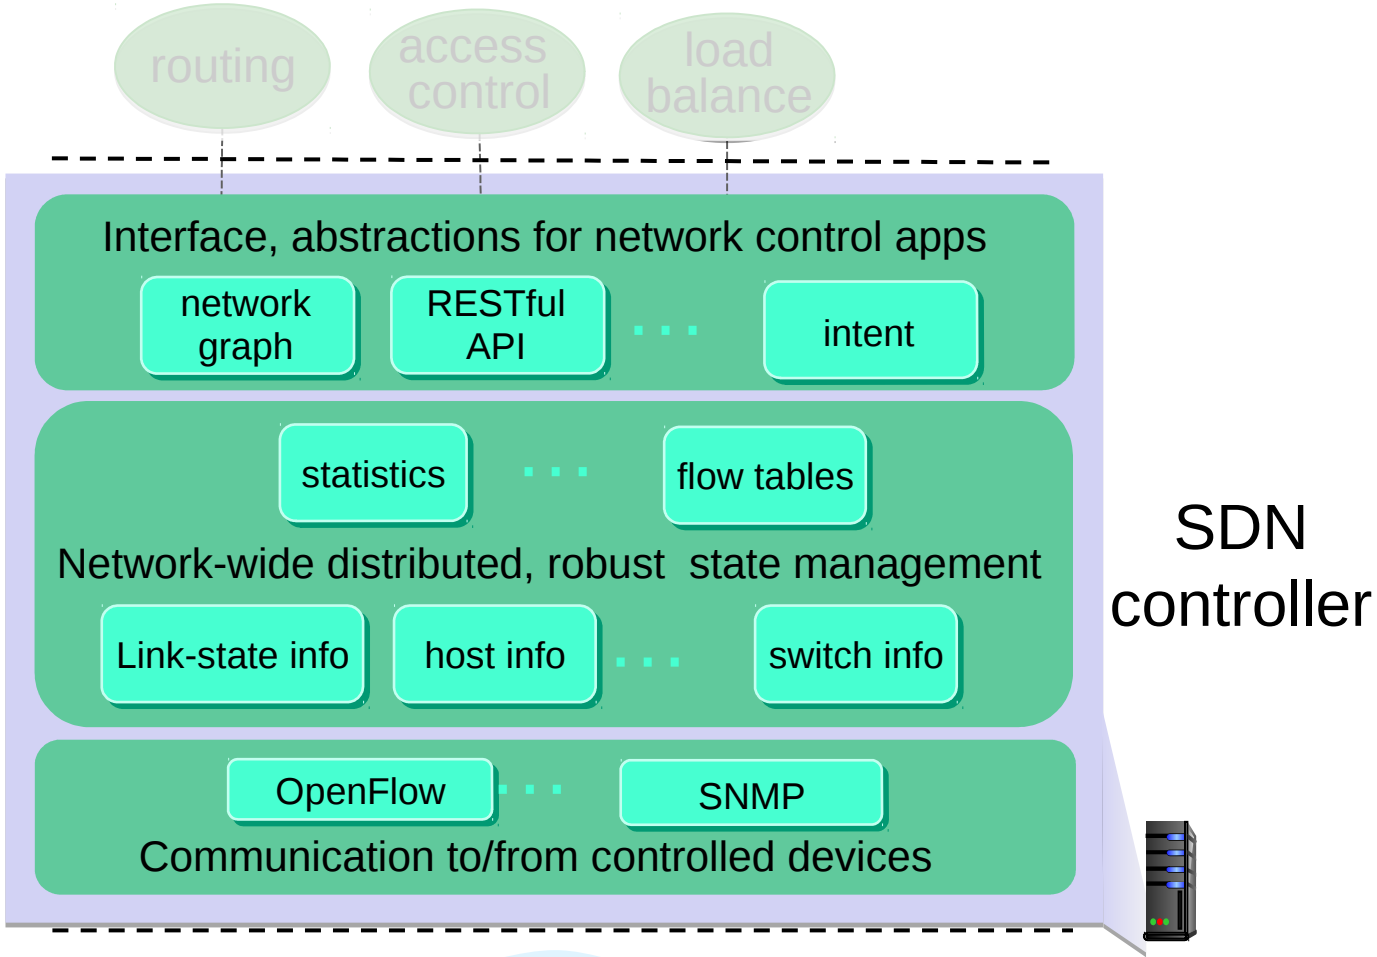 routing
access
control
load
balance
Interface, abstractions for network control apps
network
graph
RESTful
API
. . .
intent
statistics
. . .
flow tables
Network-wide distributed, robust  state management
Link-state info
host info
. . .
switch info
OpenFlow
. . .
SNMP
Communication to/from controlled devices
SDN
controller